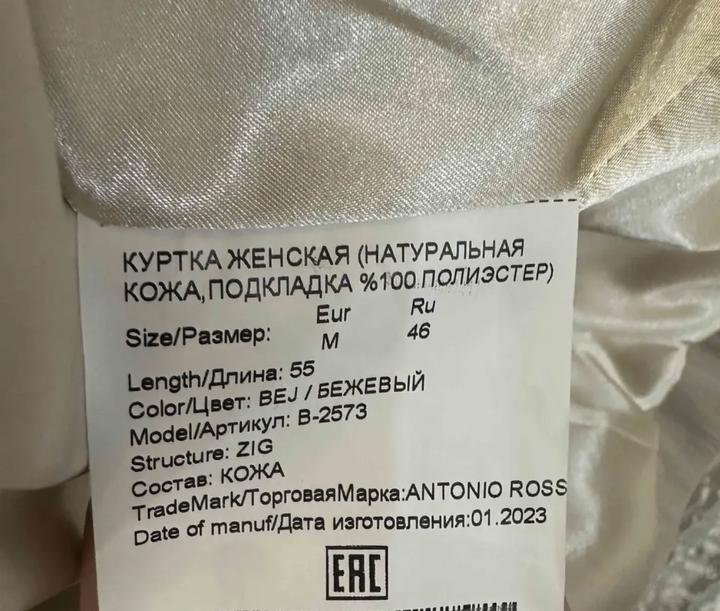 КУРТКА ЖЕНСКАЯ (НАТУРАЛЬНАЯ
КОЖА,ПОДКЛАДКА %100 ПОЛИЭСТЕР)
Eur Ru
Size/Размер: M 46
Length/Длина: 55
Color/Цвет: BEJ / БЕЖЕВЫЙ
Model/Артикул: B-2573
Structure: ZIG
Состав: КОЖА
TradeMark/ТорговаяМарка:ANTONIO ROSS
Date of manuf/Дата изготовления:01.2023
EAC